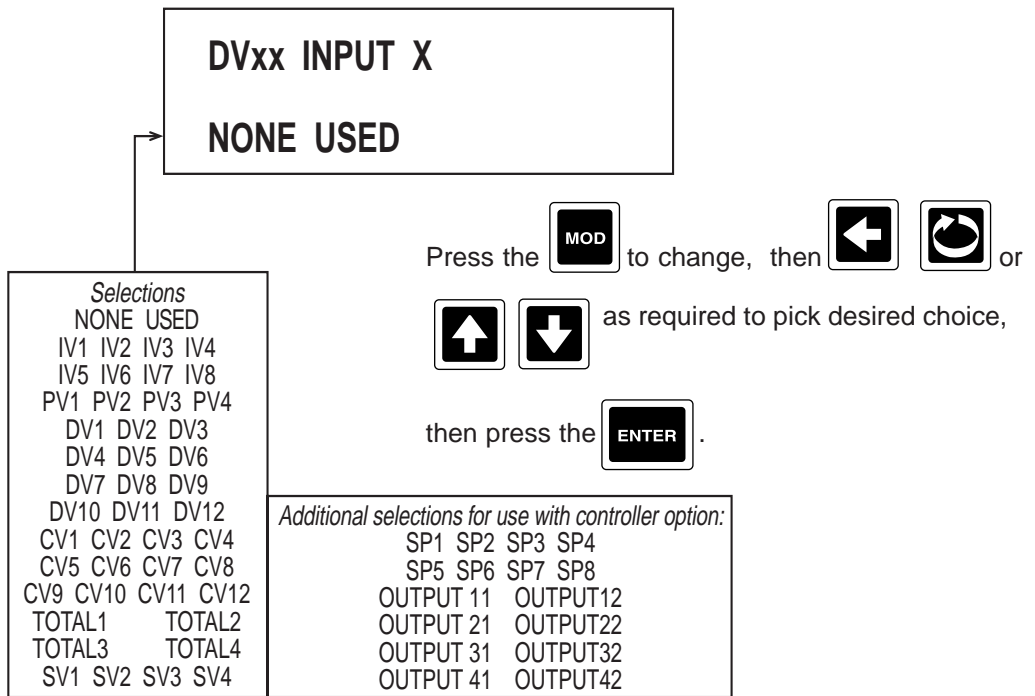 DVxx INPUT X
NONE USED
Press the MOD to change, then or
as required to pick desired choice,
then press the ENTER .
Selections
NONE USED
IV1 IV2 IV3 IV4
IV5 IV6 IV7 IV8
PV1 PV2 PV3 PV4
DV1 DV2 DV3
DV4 DV5 DV6
DV7 DV8 DV9
DV10 DV11 DV12
CV1 CV2 CV3 CV4
CV5 CV6 CV7 CV8
CV9 CV10 CV11 CV12
TOTAL1 TOTAL2
TOTAL3 TOTAL4
SV1 SV2 SV3 SV4
Additional selections for use with controller option:
SP1 SP2 SP3 SP4
SP5 SP6 SP7 SP8
OUTPUT 11 OUTPUT12
OUTPUT 21 OUTPUT22
OUTPUT 31 OUTPUT32
OUTPUT 41 OUTPUT42